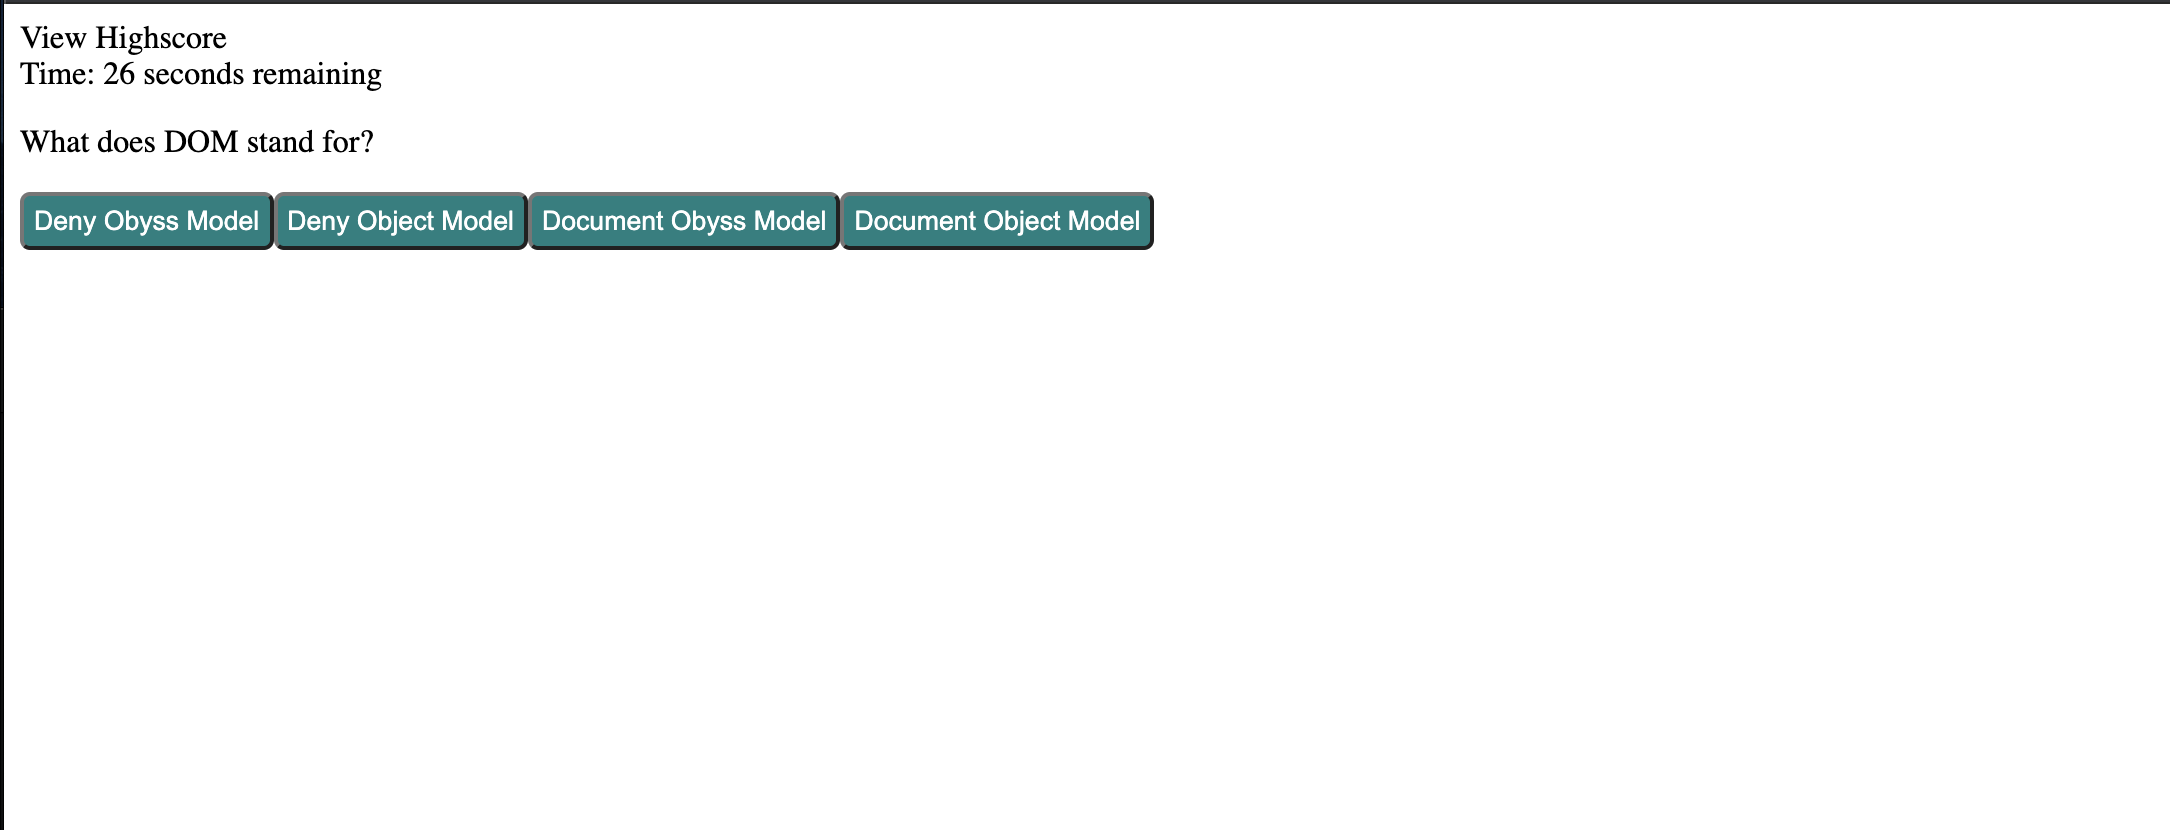 View Highscore
Time: 26 seconds remaining
What does DOM stand for?
Deny Obyss Model Deny Object Model Document Obyss Model Document Object Model